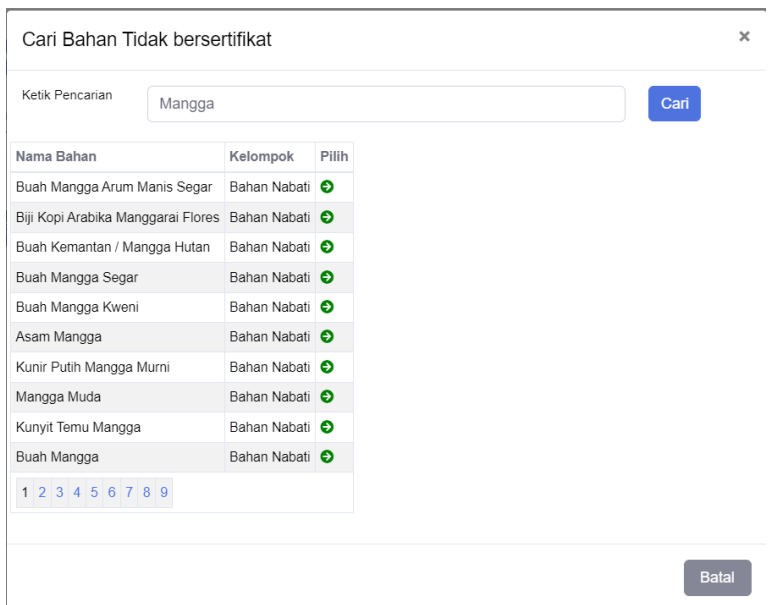 Cari Bahan Tidak bersertifikat ×
Ketik Pencarian Mangga Cari
Nama Bahan Kelompok Pilih
Buah Mangga Arum Manis Segar Bahan Nabati
Biji Kopi Arabika Manggarai Flores Bahan Nabati
Buah Kemantan / Mangga Hutan Bahan Nabati
Buah Mangga Segar Bahan Nabati
Buah Mangga Kweni Bahan Nabati
Asam Mangga Bahan Nabati
Kunir Putih Mangga Murni Bahan Nabati
Mangga Muda Bahan Nabati
Kunyit Temu Mangga Bahan Nabati
Buah Mangga Bahan Nabati
1 2 3 4 5 6 7 8 9
Batal